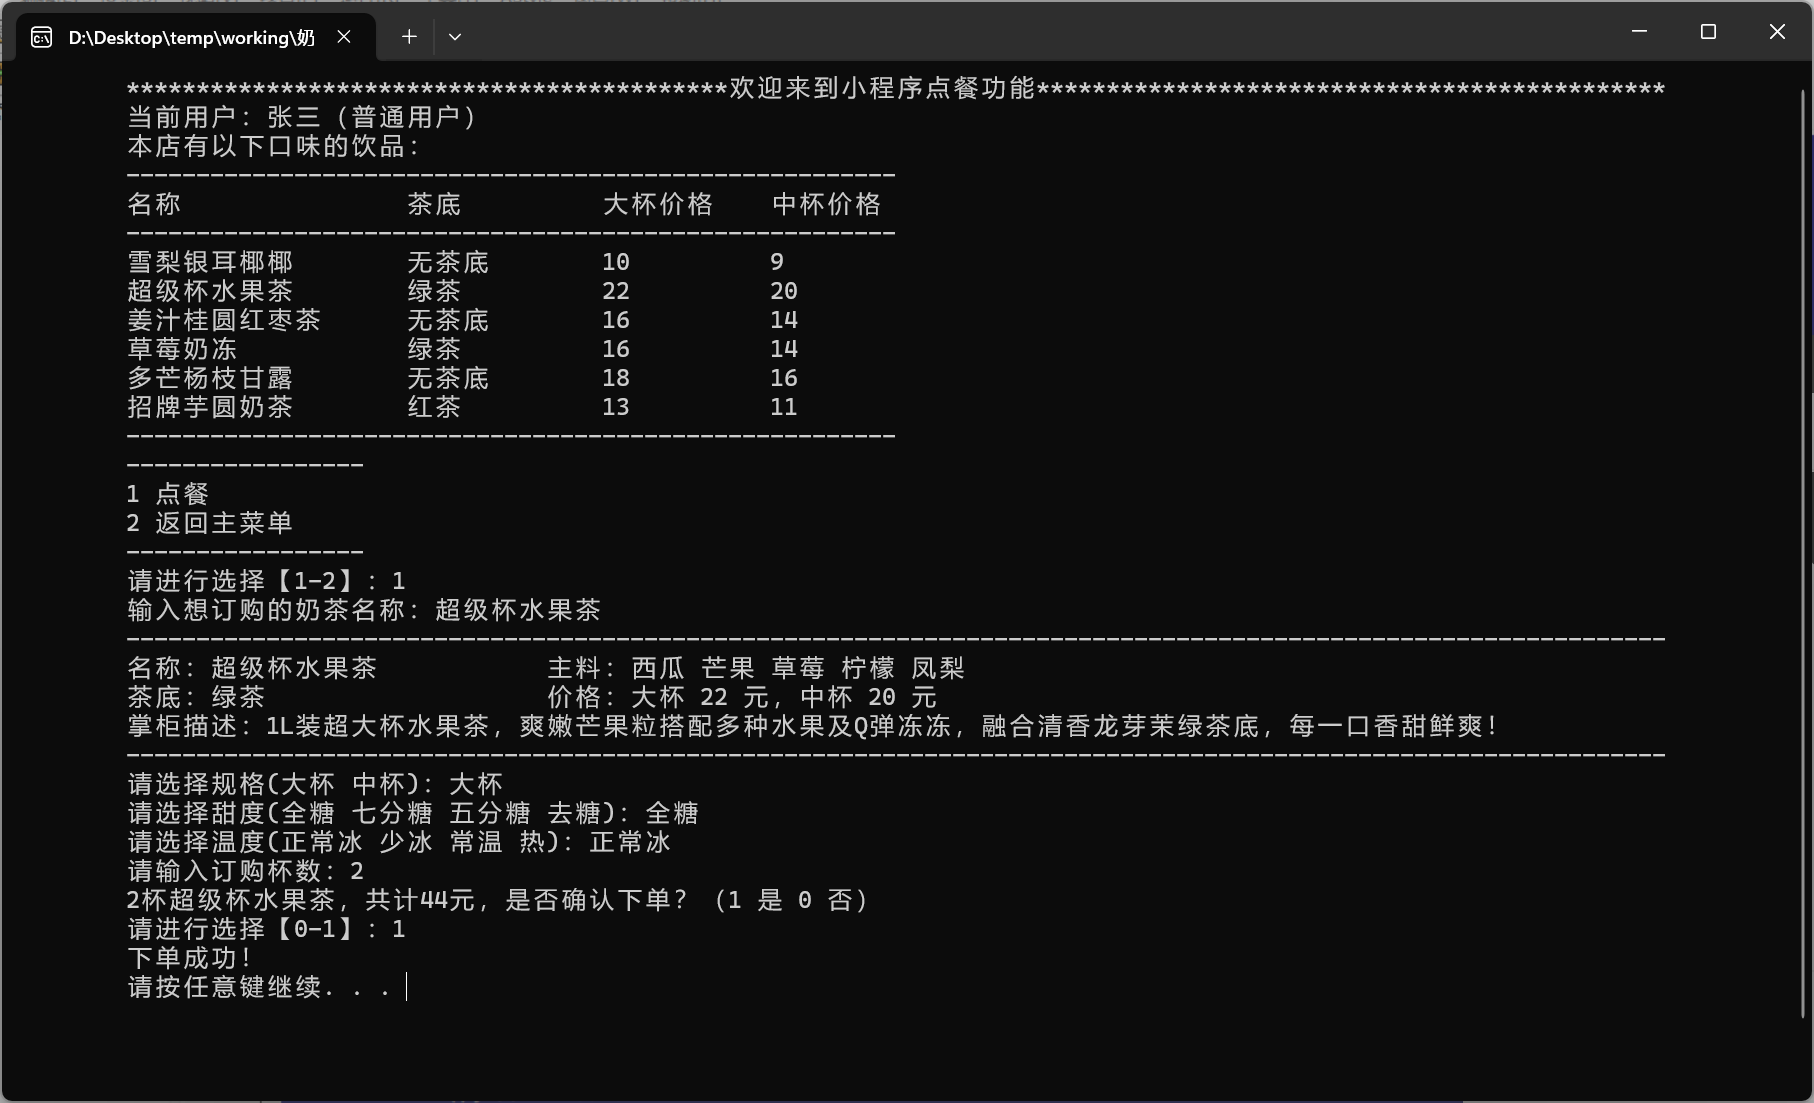 D:\Desktop\temp\working\奶
*******************************************欢迎来到小程序点餐功能*********************************************
当前用户：张三（普通用户）
本店有以下口味的饮品：
-------------------------------------------------------
名称 茶底 大杯价格 中杯价格
-------------------------------------------------------
雪梨银耳椰椰 无茶底 10 9
超级杯水果茶 绿茶 22 20
姜汁桂圆红枣茶 无茶底 16 14
草莓奶冻 绿茶 16 14
多芒杨枝甘露 无茶底 18 16
招牌芋圆奶茶 红茶 13 11
-------------------------------------------------------
-----------------
1 点餐
2 返回主菜单
-----------------
请进行选择【1-2】：1
输入想订购的奶茶名称：超级杯水果茶
--------------------------------------------------------------------------------------------------------------
名称：超级杯水果茶 主料：西瓜 芒果 草莓 柠檬 凤梨
茶底：绿茶 价格：大杯 22 元，中杯 20 元
掌柜描述：1L装超大杯水果茶，爽嫩芒果粒搭配多种水果及Q弹冻冻，融合清香龙芽茉绿茶底，每一口香甜鲜爽！
--------------------------------------------------------------------------------------------------------------
请选择规格(大杯 中杯)：大杯
请选择甜度(全糖 七分糖 五分糖 去糖)：全糖
请选择温度(正常冰 少冰 常温 热)：正常冰
请输入订购杯数：2
2杯超级杯水果茶，共计44元，是否确认下单？（1 是 0 否）
请进行选择【0-1】：1
下单成功！
请按任意键继续. . .